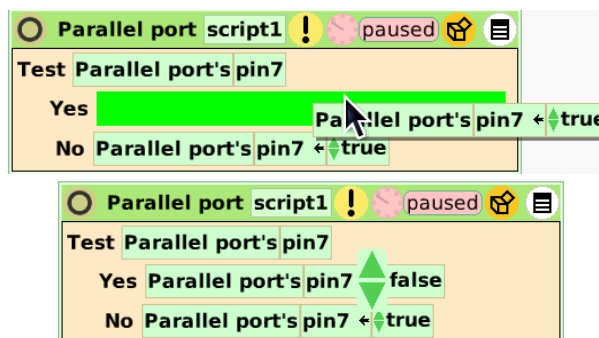 Parallel port script1 ! paused
Test Parallel port's pin7
Yes
Parallel port's pin7 ← true
No Parallel port's pin7 ← true
Parallel port script1 ! paused
Test Parallel port's pin7
Yes Parallel port's pin7 false
No Parallel port's pin7 ← true